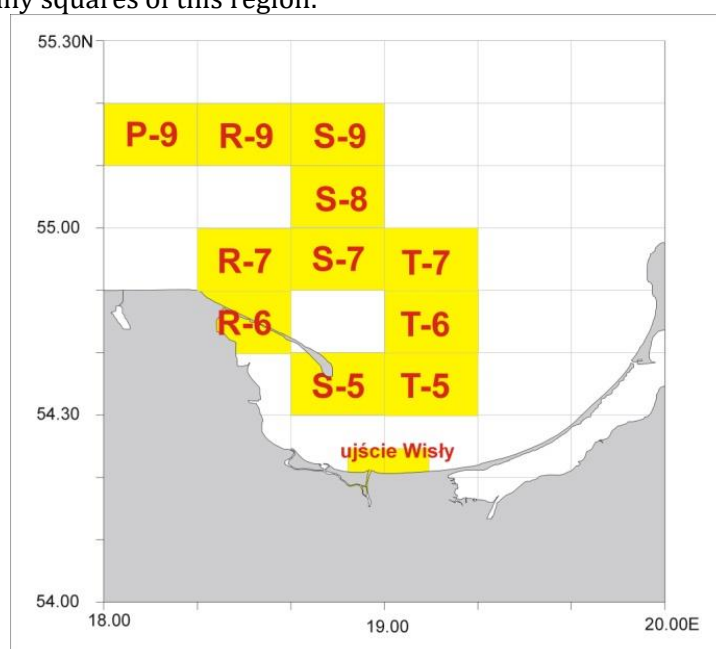 ny squares of this region.
55.30N
P-9 R-9 S-9
S-8
55.00
R-7 S-7 T-7
R-6 T-6
S-5 T-5
54.30
ujście Wisły
54.00
18.00 19.00 20.00E